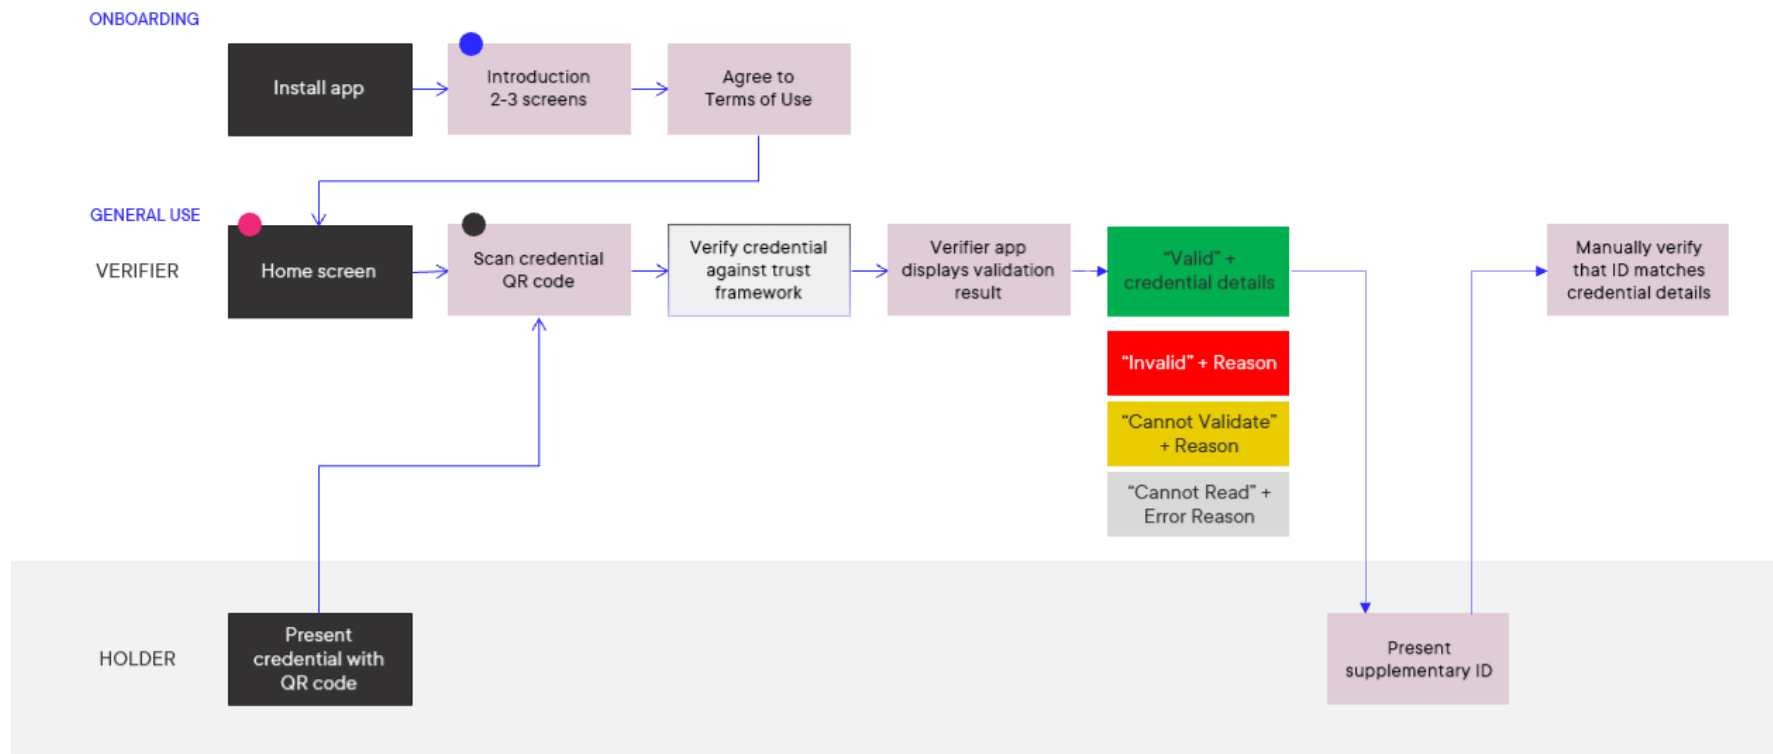 ONBOARDING
Install app
Introduction
2-3 screens
Agree to
Terms of Use
GENERAL USE
VERIFIER
Home screen
Scan credential
QR code
Verify credential
against trust
framework
Verifier app
displays validation
result
“Valid” +
credential details
Manually verify
that ID matches
credential details
“Invalid” + Reason
“Cannot Validate”
+ Reason
“Cannot Read” +
Error Reason
HOLDER
Present
credential with
QR code
Present
supplementary ID